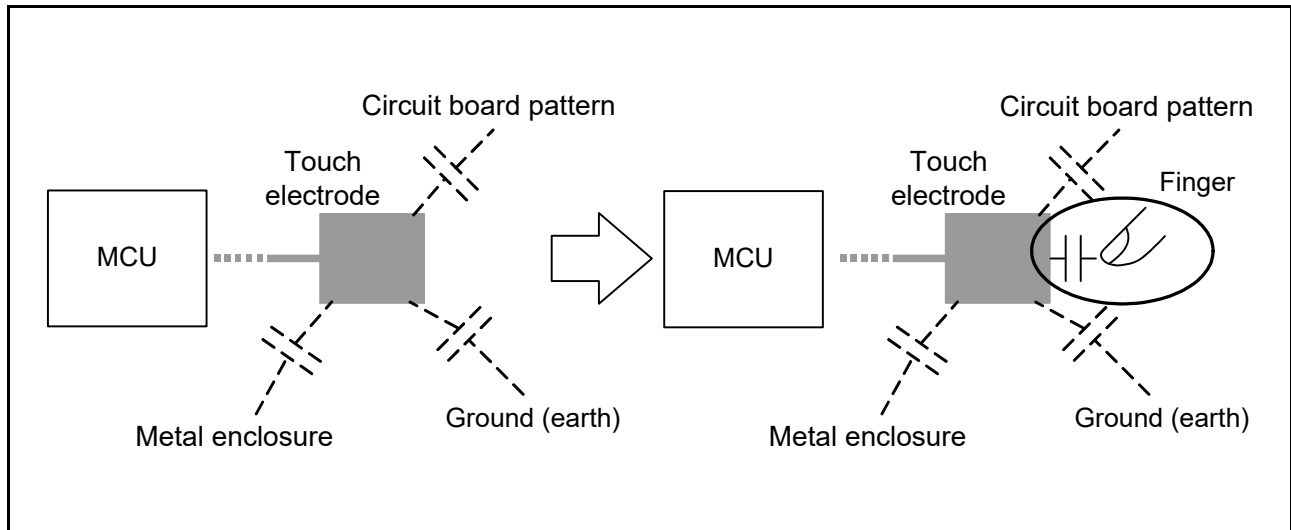 Circuit board pattern
Touch
electrode
MCU
Metal enclosure
Ground (earth)
Circuit board pattern
Touch
electrode
Finger
MCU
Metal enclosure
Ground (earth)